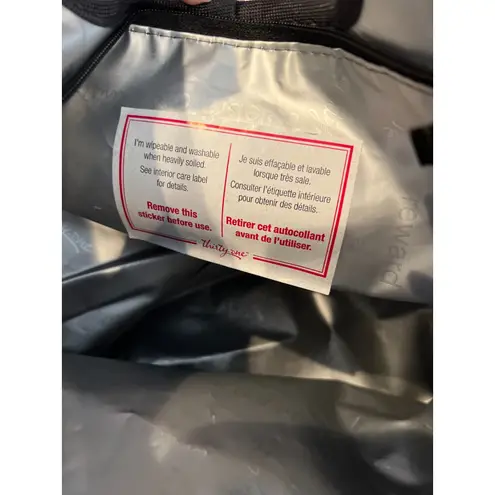 I'm wipeable and washable
when heavily soiled.
See interior care label
for details.
Remove this
sticker before use.
Je suis effaçable et lavable
lorsque très sale.
Consulter l'étiquette intérieure
pour obtenir des détails.
Retirer cet autocollant
avant de l'utiliser.
thirty-one
reward